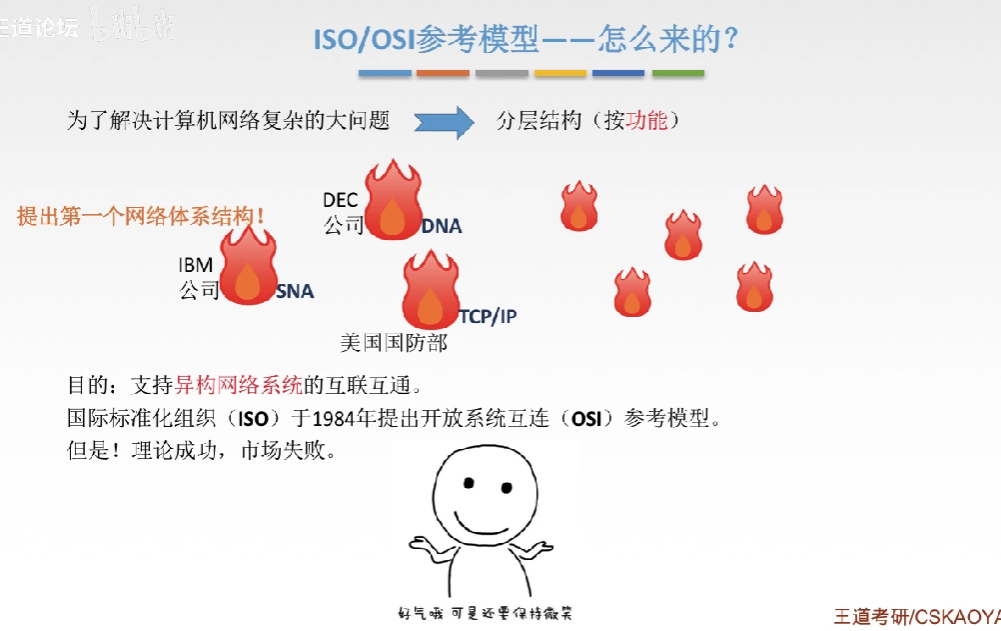 王道论坛
ISO/OSI参考模型——怎么来的？
为了解决计算机网络复杂的大问题
分层结构（按功能）
提出第一个网络体系结构！
DEC
公司
DNA
IBM
公司
SNA
TCP/IP
美国国防部
目的：支持异构网络系统的互联互通。
国际标准化组织（ISO）于1984年提出开放系统互连（OSI）参考模型。
但是！理论成功，市场失败。
好气哦 可是还要保持微笑
王道考研/CSKAOYA